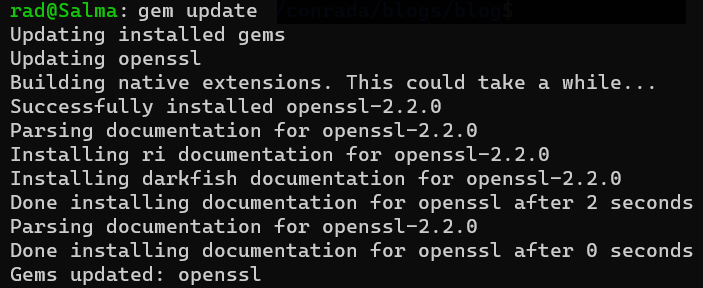 rad@Salma: gem update /conrada/blogs/blog$
Updating installed gems
Updating openssl
Building native extensions. This could take a while...
Successfully installed openssl-2.2.0
Parsing documentation for openssl-2.2.0
Installing ri documentation for openssl-2.2.0
Installing darkfish documentation for openssl-2.2.0
Done installing documentation for openssl after 2 seconds
Parsing documentation for openssl-2.2.0
Done installing documentation for openssl after 0 seconds
Gems updated: openssl